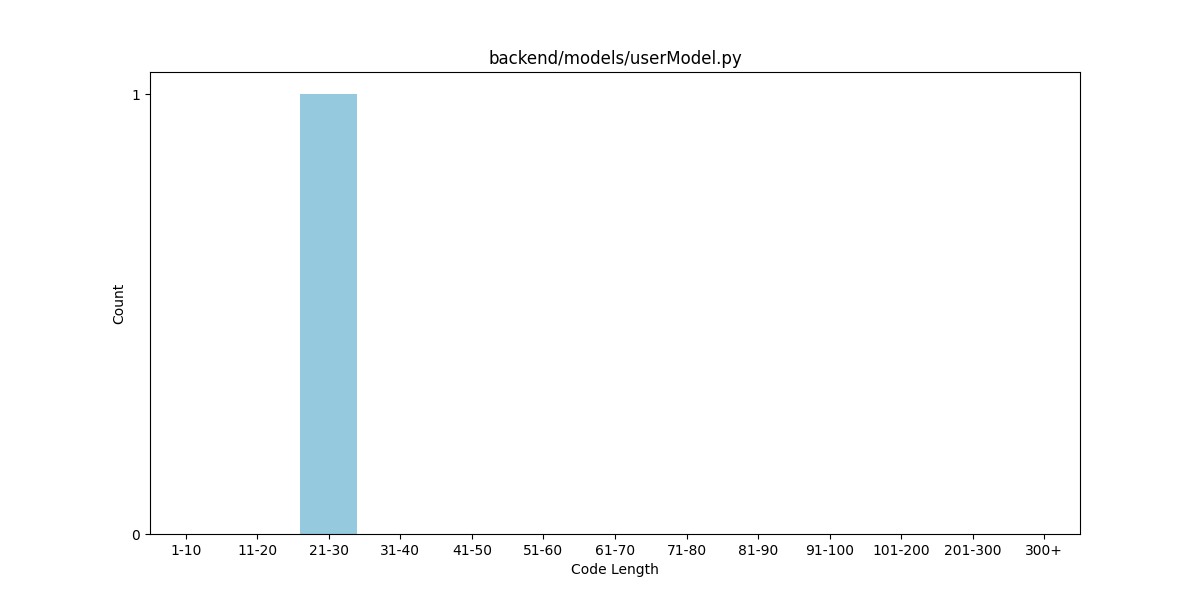 backend/models/userModel.py
1
Count
0
1-10 11-20 21-30 31-40 41-50 51-60 61-70 71-80 81-90 91-100 101-200 201-300 300+
Code Length